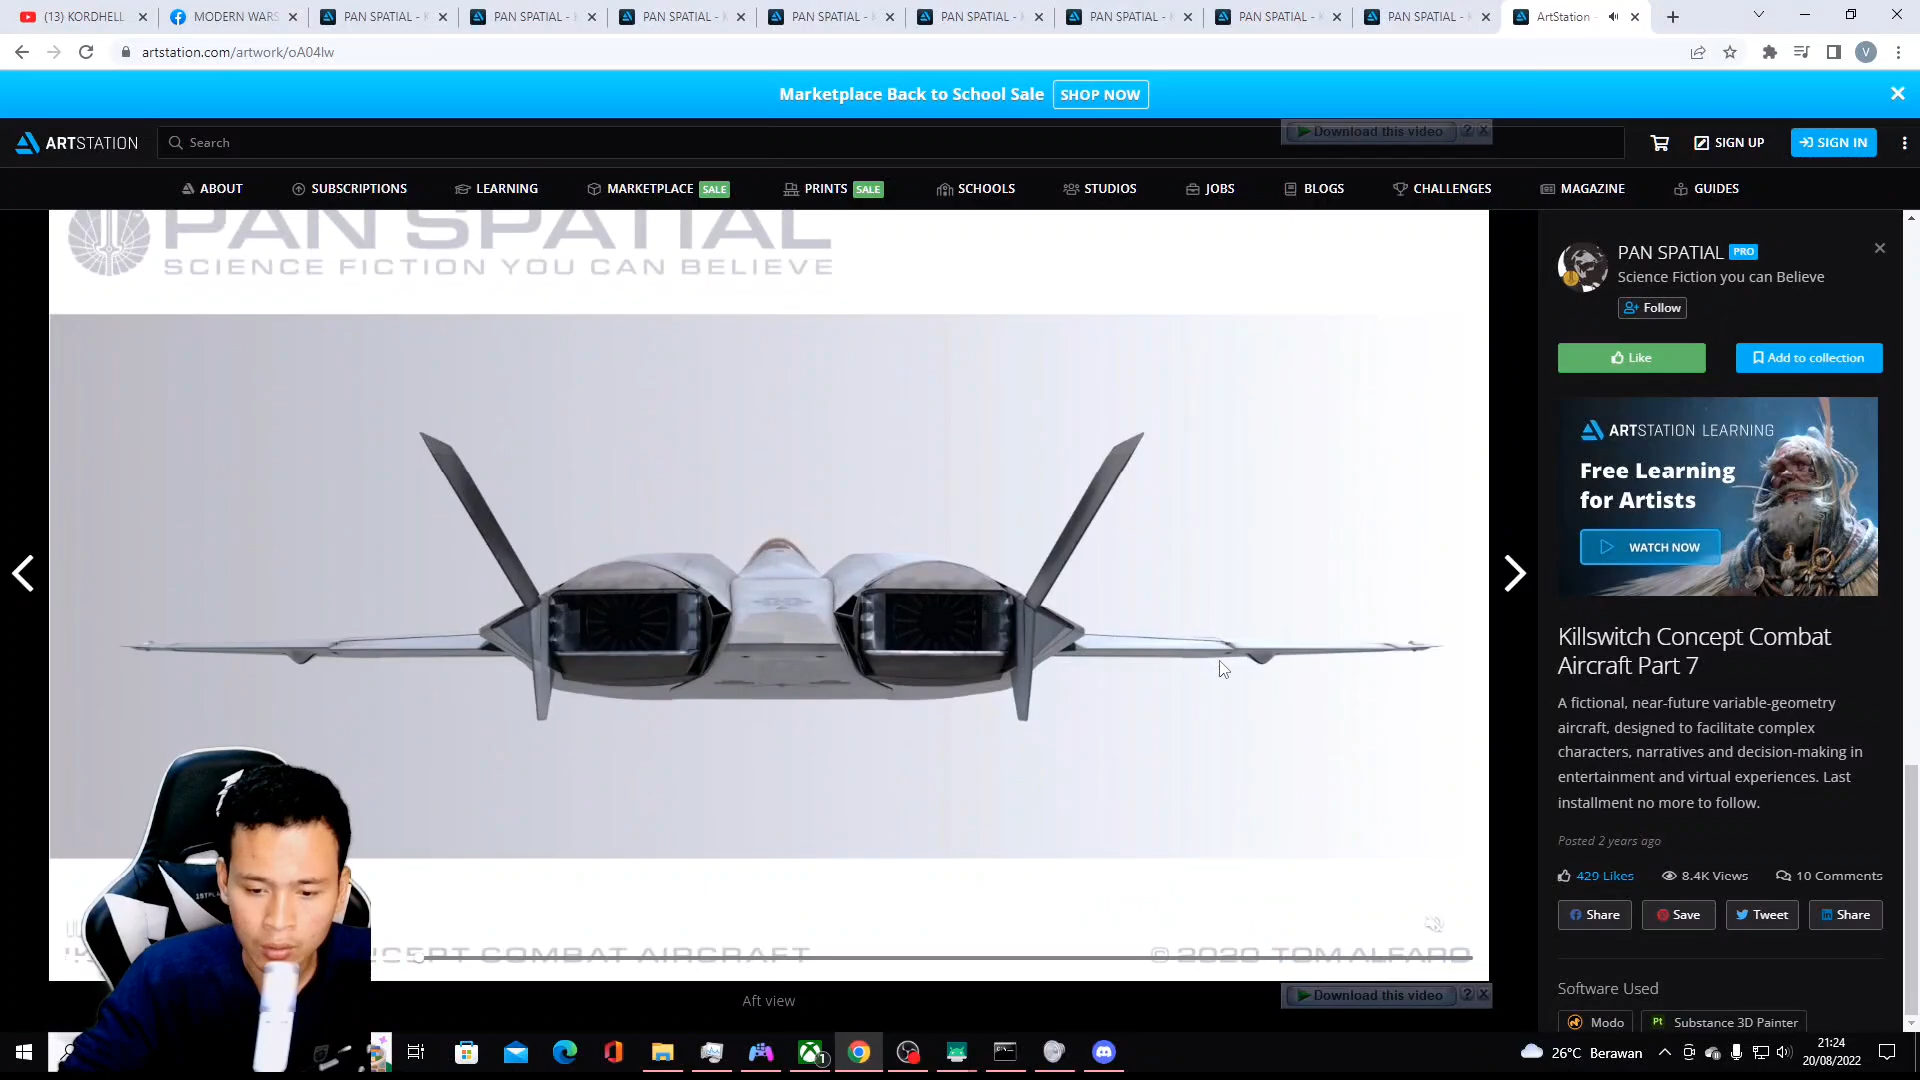 (13) KORDHELL
MODERN WARS
PAN SPATIAL -
PAN SPATIAL -
PAN SPATIAL -
PAN SPATIAL -
PAN SPATIAL -
PAN SPATIAL -
PAN SPATIAL -
PAN SPATIAL -
ArtStation -
artstation.com/artwork/oA04lw
V
Marketplace Back to School Sale SHOP NOW
Download this video ?
ARTSTATION
Search
SIGN UP
SIGN IN
ABOUT
SUBSCRIPTIONS
LEARNING
MARKETPLACE SALE
PRINTS SALE
SCHOOLS
STUDIOS
JOBS
BLOGS
CHALLENGES
MAGAZINE
GUIDES
PAN SPATIAL
SCIENCE FICTION YOU CAN BELIEVE
CONCEPT COMBAT AIRCRAFT
© 2020 TOM ALFARO
Aft view
Download this video ?
PAN SPATIAL PRO
Science Fiction you can Believe
Follow
Like
Add to collection
ARTSTATION LEARNING
Free Learning
for Artists
WATCH NOW
Killswitch Concept Combat
Aircraft Part 7
A fictional, near-future variable-geometry
aircraft, designed to facilitate complex
characters, narratives and decision-making in
entertainment and virtual experiences. Last
installment no more to follow.
Posted 2 years ago
429 Likes
8.4K Views
10 Comments
Share
Save
Tweet
Share
Software Used
Modo
Pt Substance 3D Painter
1
26°C Berawan
21:24
20/08/2022